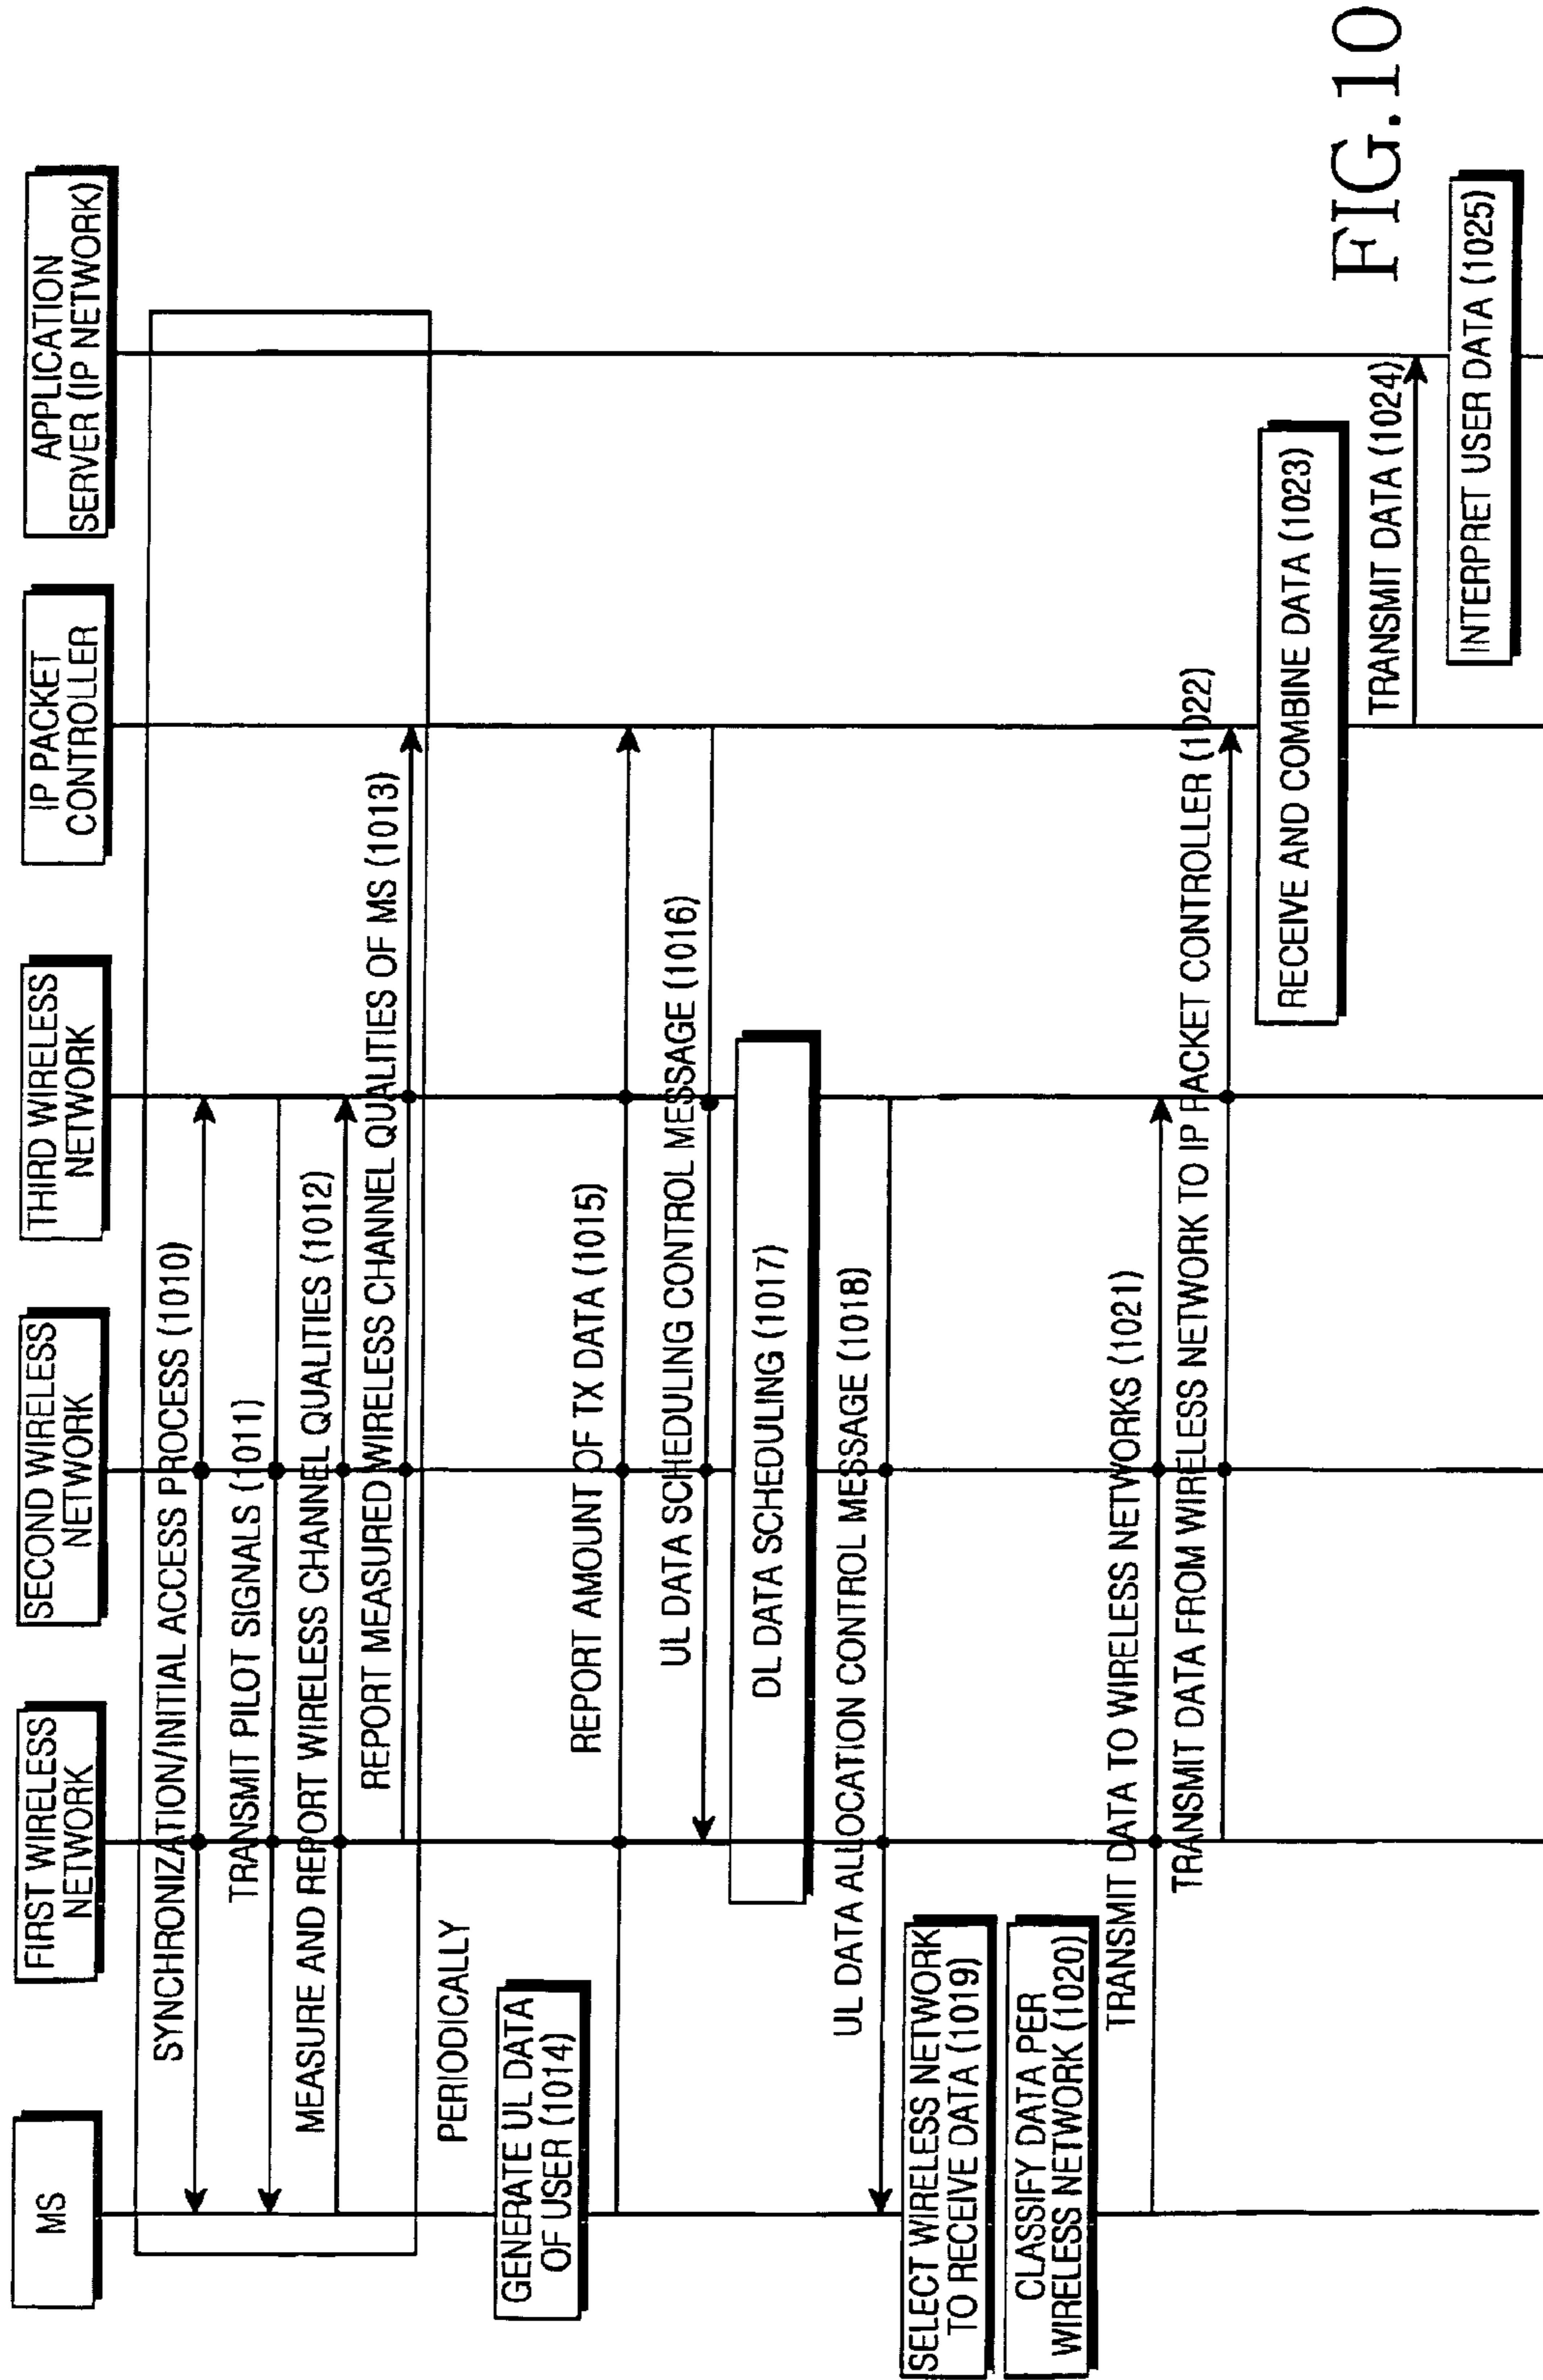 MS
FIRST WIRELESS
NETWORK
SECOND WIRELESS
NETWORK
THIRD WIRELESS
NETWORK
IP PACKET
CONTROLLER
APPLICATION
SERVER (IP NETWORK)
SYNCHRONIZATION/INITIAL ACCESS PROCESS (1010)
TRANSMIT PILOT SIGNALS (1011)
MEASURE AND REPORT WIRELESS CHANNEL QUALITIES (1012)
REPORT MEASURED WIRELESS CHANNEL QUALITIES OF MS (1013)
PERIODICALLY
GENERATE UL DATA
OF USER (1014)
REPORT AMOUNT OF TX DATA (1015)
UL DATA SCHEDULING CONTROL MESSAGE (1016)
DL DATA SCHEDULING (1017)
UL DATA ALLOCATION CONTROL MESSAGE (1018)
SELECT WIRELESS NETWORK
TO RECEIVE DATA (1019)
CLASSIFY DATA PER
WIRELESS NETWORK (1020)
TRANSMIT DATA TO WIRELESS NETWORKS (1021)
TRANSMIT DATA FROM WIRELESS NETWORK TO IP PACKET CONTROLLER (1022)
RECEIVE AND COMBINE DATA (1023)
TRANSMIT DATA (1024)
INTERPRET USER DATA (1025)
FIG.10